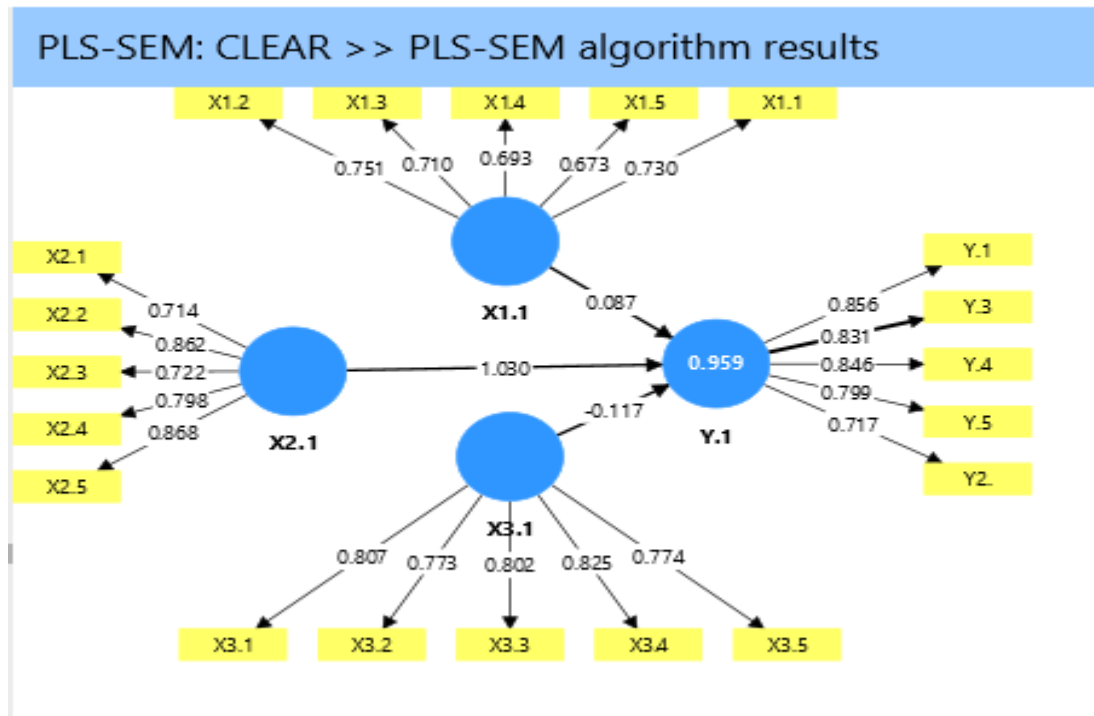 PLS-SEM: CLEAR >> PLS-SEM algorithm results
X1.2 X1.3 X1.4 X1.5 X1.1
0.751 0.710 0.693 0.673 0.730
X1.1
0.087
X2.1
X2.2
X2.3
X2.4
X2.5
0.714
0.862
0.722
0.798
0.868
X2.1
1.030
-0.117
0.959
Y.1
0.856
0.831
0.846
0.799
0.717
Y.1
Y.3
Y.4
Y.5
Y2.
X3.1
0.807 0.773 0.802 0.825 0.774
X3.1 X3.2 X3.3 X3.4 X3.5